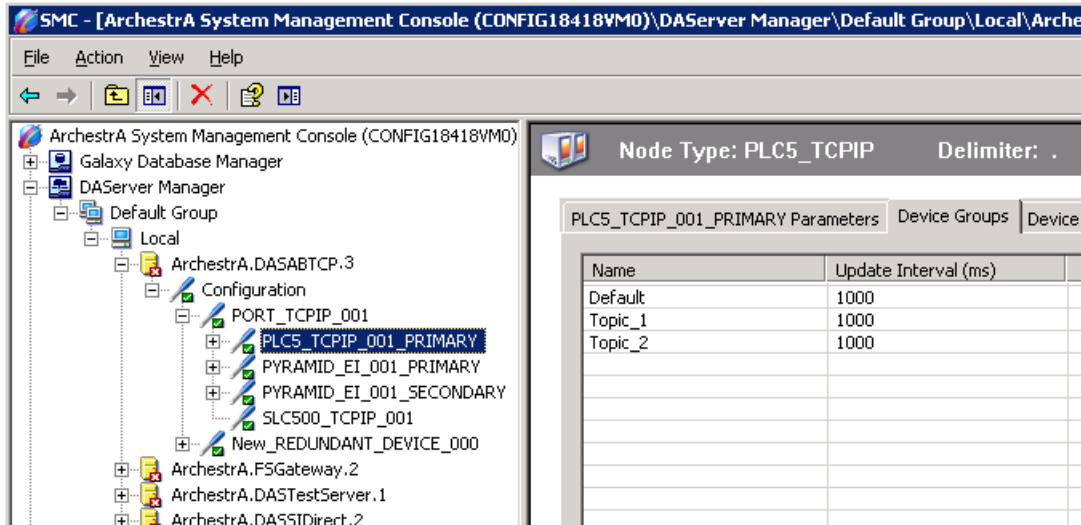 SMC - [ArchestrA System Management Console (CONFIG18418VM0)\DAServer Manager\Default Group\Local\Arche
File Action View Help
ArchestrA System Management Console (CONFIG18418VM0)
Galaxy Database Manager
DAServer Manager
Default Group
Local
ArchestrA.DASABTCP.3
Configuration
PORT_TCPIP_001
PLC5_TCPIP_001_PRIMARY
PYRAMID_EI_001_PRIMARY
PYRAMID_EI_001_SECONDARY
SLC500_TCPIP_001
New_REDUNDANT_DEVICE_000
ArchestrA.FSGateway.2
ArchestrA.DASTestServer.1
ArchestrA.DASSIDirect.2
Node Type: PLC5_TCPIP Delimiter: .
PLC5_TCPIP_001_PRIMARY Parameters Device Groups Device
Name Update Interval (ms)
Default 1000
Topic_1 1000
Topic_2 1000